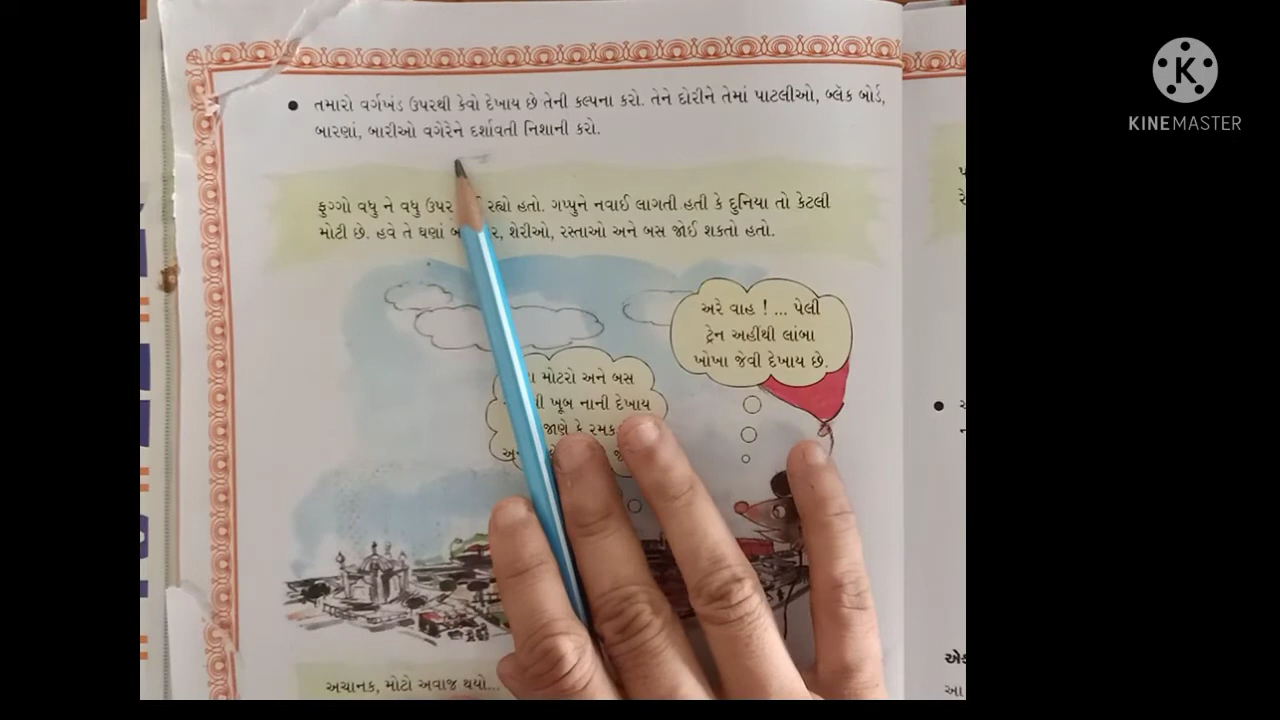 તમારો વર્ગખંડ ઉપરથી કેવો દેખાય છે તેની કલ્પના કરો. તેને દોરીને તેમાં પાટલીઓ, બ્લૅક બોર્ડ,
બારણાં, બારીઓ વગેરેને દર્શાવતી નિશાની કરો.
ફુગ્ગો વધુ ને વધુ ઉપર રહ્યો હતો. ગપ્પુને નવાઈ લાગતી હતી કે દુનિયા તો કેટલી
મોટી છે. હવે તે ઘણાં શેરીઓ, રસ્તાઓ અને બસ જોઈ શકતો હતો.
અરે વાહ ! ... પેલી
ટ્રેન અહીંથી લાંબા
ખોખા જેવી દેખાય છે.
મોટરો અને બસ
ખૂબ નાની દેખાય
જાણે કે
અચાનક, મોટો અવાજ થયો...
KINEMASTER